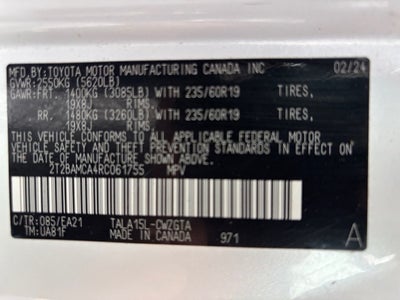 MFD. BY: TOYOTA MOTOR MANUFACTURING CANADA INC 02/24
GVWR: 2550KG (5620LB)
GAWR: FRT. 1400KG (3085LB) WITH 235/60R19 TIRES,
19X8J RIMS,
RR. 1480KG (3260LB) WITH 235/60R19 TIRES,
19X8J RIMS,
THIS VEHICLE CONFORMS TO ALL APPLICABLE FEDERAL MOTOR
VEHICLE SAFETY STANDARDS IN EFFECT ON THE DATE OF
MANUFACTURE SHOWN ABOVE.
2T2BAMCA4RC061755 MPV
C/TR: 085/EA21 TALA15L-CWZGTA
TM: UA81F MADE IN CANADA 971 A